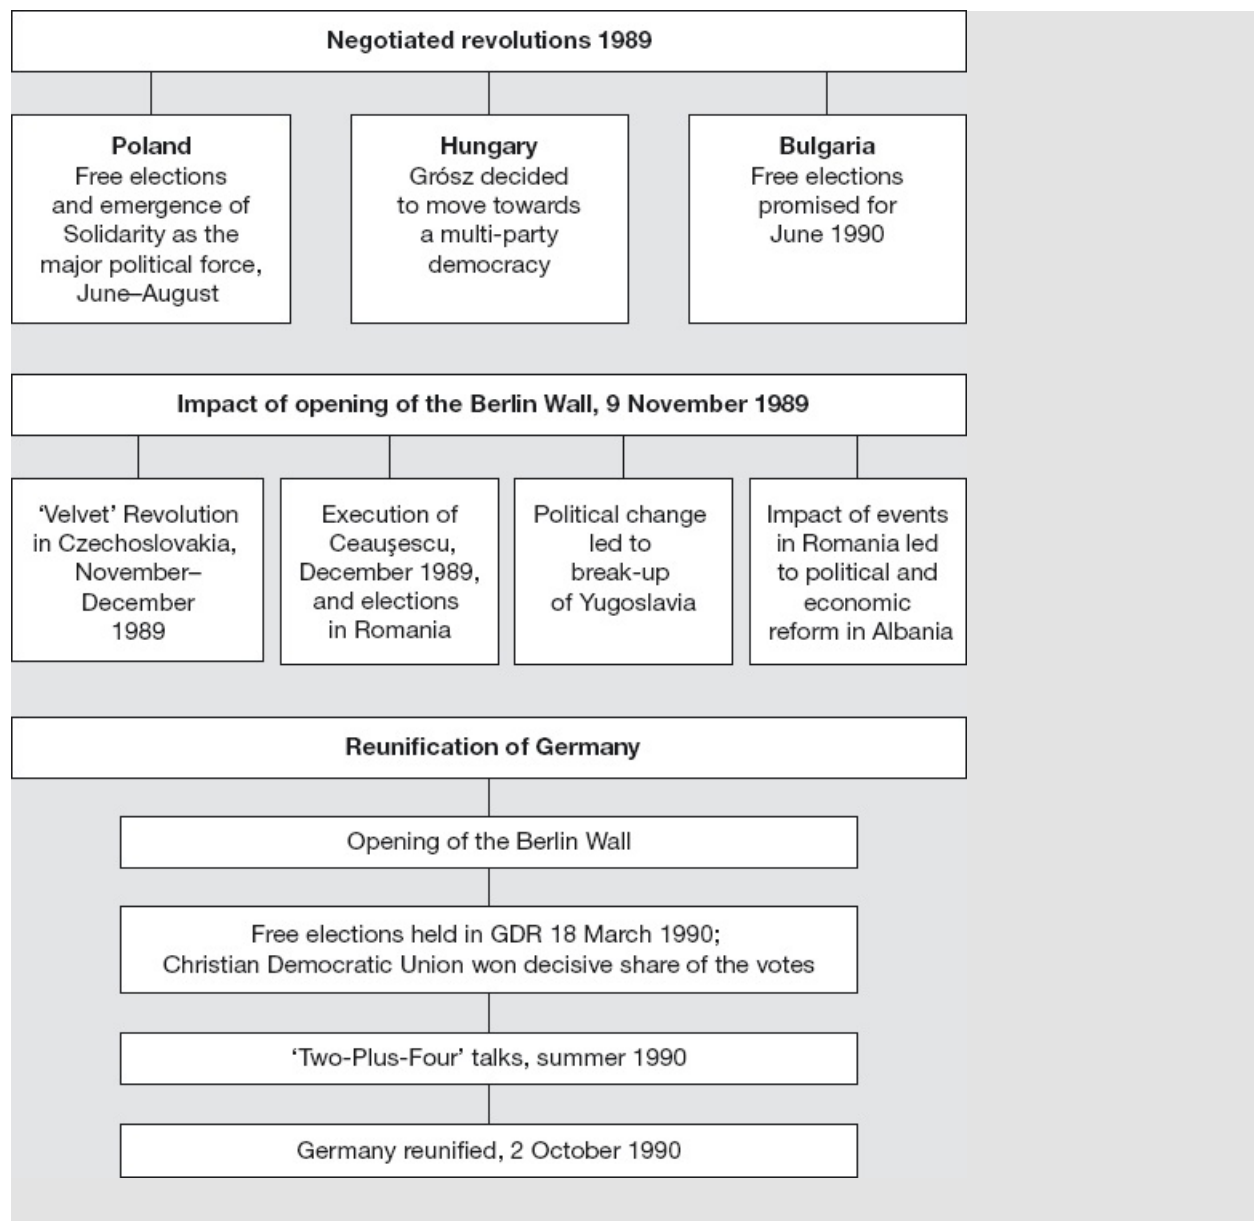 Negotiated revolutions 1989
Poland
Free elections
and emergence of
Solidarity as the
major political force,
June–August
Hungary
Grósz decided
to move towards
a multi-party
democracy
Bulgaria
Free elections
promised for
June 1990
Impact of opening of the Berlin Wall, 9 November 1989
‘Velvet’ Revolution
in Czechoslovakia,
November–
December
1989
Execution of
Ceauşescu,
December 1989,
and elections
in Romania
Political change
led to
break-up
of Yugoslavia
Impact of events
in Romania led
to political and
economic
reform in Albania
Reunification of Germany
Opening of the Berlin Wall
Free elections held in GDR 18 March 1990;
Christian Democratic Union won decisive share of the votes
‘Two-Plus-Four’ talks, summer 1990
Germany reunified, 2 October 1990